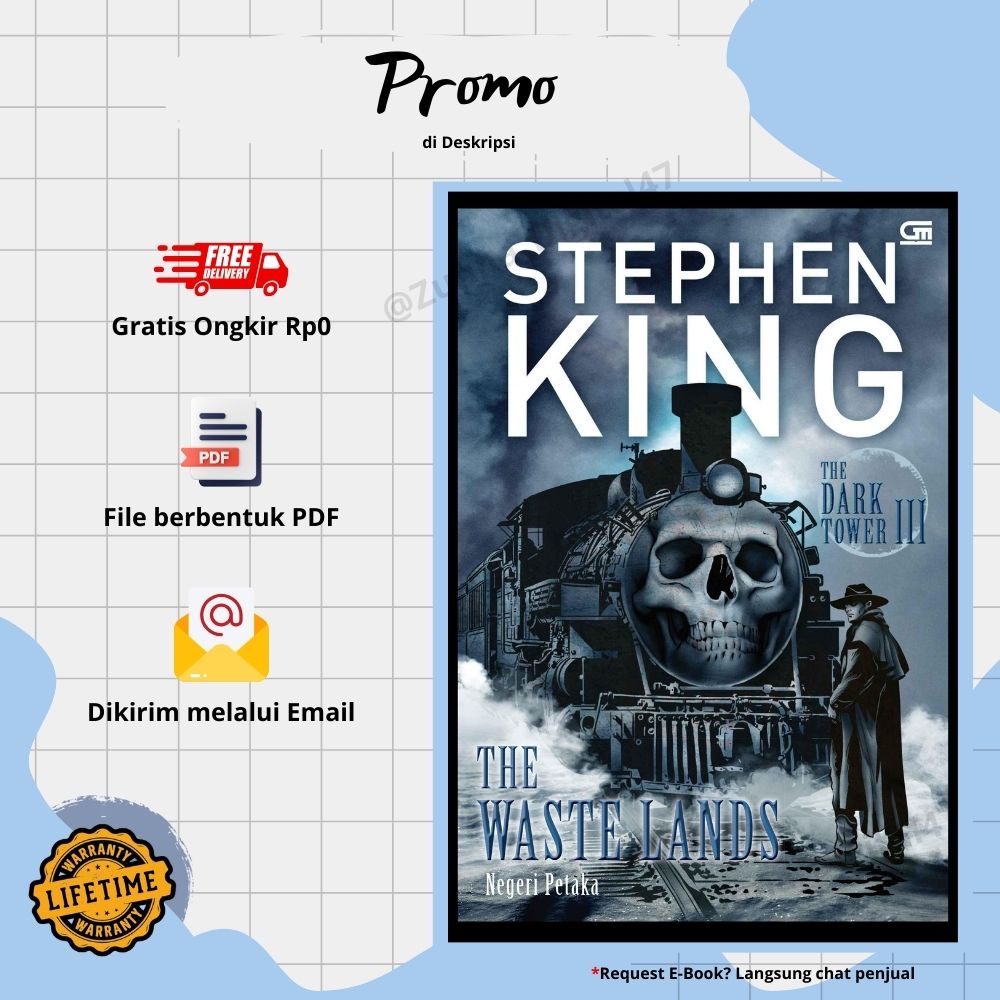 Promo
di Deskripsi
FREE
DELIVERY
Gratis Ongkir Rp0
PDF
File berbentuk PDF
@
Dikirim melalui Email
WARRANTY
LIFETIME
WARRANTY
GM
STEPHEN
KING
THE
DARK
TOWER III
THE
WASTE LANDS
Negeri Petaka
*Request E-Book? Langsung chat penjual